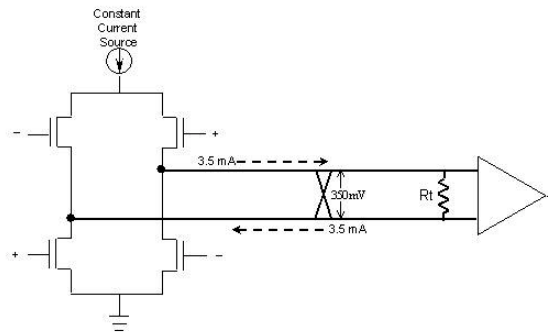 Constant
Current
Source
– +
3.5 mA
350mV
Rt
3.5 mA
+ –